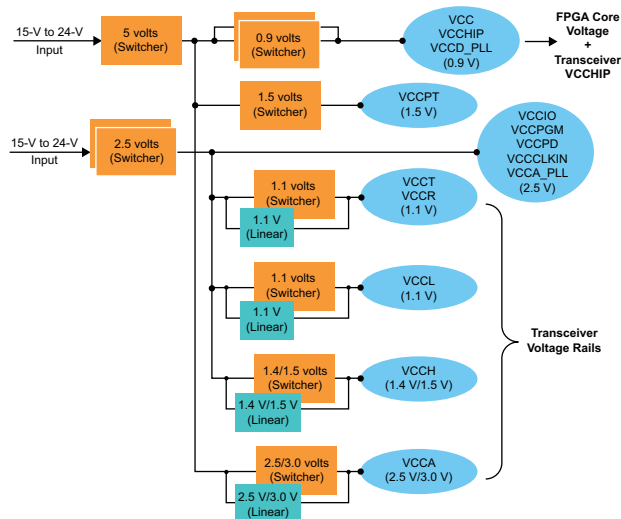 15-V to 24-V
Input
5 volts
(Switcher)
0.9 volts
(Switcher)
VCC
VCCHIP
VCCD_PLL
(0.9 V)
FPGA Core
Voltage
+
Transceiver
VCCHIP
1.5 volts
(Switcher)
VCCPT
(1.5 V)
15-V to 24-V
Input
2.5 volts
(Switcher)
VCCIO
VCCPGM
VCCPD
VCCCLKIN
VCCA_PLL
(2.5 V)
1.1 volts
(Switcher)
1.1 V
(Linear)
VCCT
VCCR
(1.1 V)
1.1 volts
(Switcher)
1.1 V
(Linear)
VCCL
(1.1 V)
Transceiver
Voltage Rails
1.4/1.5 volts
(Switcher)
1.4 V/1.5 V
(Linear)
VCCH
(1.4 V/1.5 V)
2.5/3.0 volts
(Switcher)
2.5 V/3.0 V
(Linear)
VCCA
(2.5 V/3.0 V)